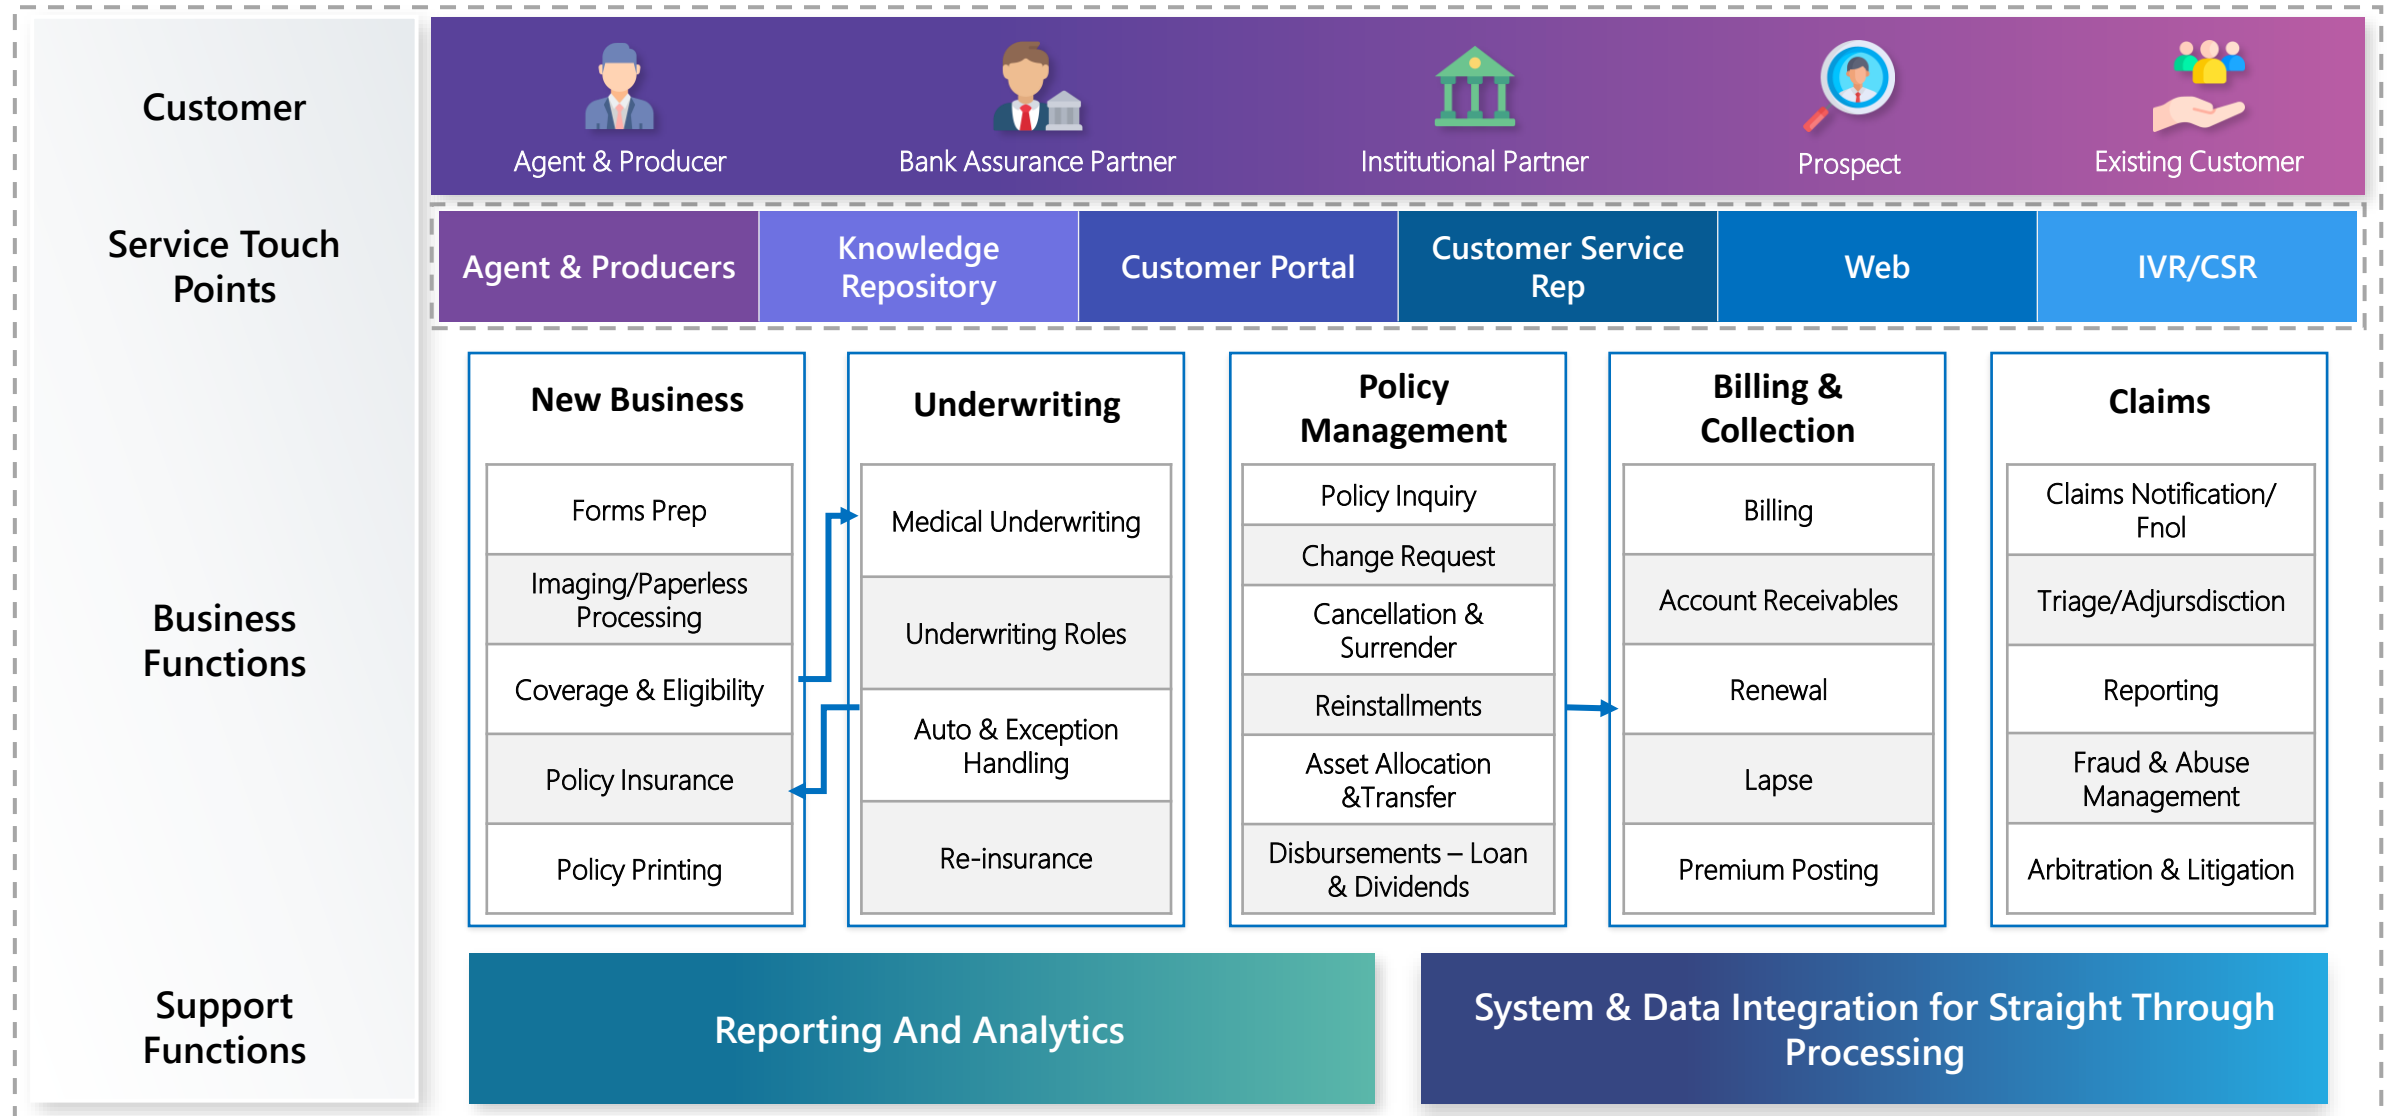 Customer
Agent & Producer
Bank Assurance Partner
Institutional Partner
Prospect
Existing Customer
Service Touch
Points
Agent & Producers
Knowledge
Repository
Customer Portal
Customer Service
Rep
Web
IVR/CSR
Business
Functions
New Business
Forms Prep
Imaging/Paperless
Processing
Coverage & Eligibility
Policy Insurance
Policy Printing
Underwriting
Medical Underwriting
Underwriting Roles
Auto & Exception
Handling
Re-insurance
Policy
Management
Policy Inquiry
Change Request
Cancellation &
Surrender
Reinstallments
Asset Allocation
&Transfer
Disbursements – Loan
& Dividends
Billing &
Collection
Billing
Account Receivables
Renewal
Lapse
Premium Posting
Claims
Claims Notification/
Fnol
Triage/Adjursdisction
Reporting
Fraud & Abuse
Management
Arbitration & Litigation
Support
Functions
Reporting And Analytics
System & Data Integration for Straight Through
Processing